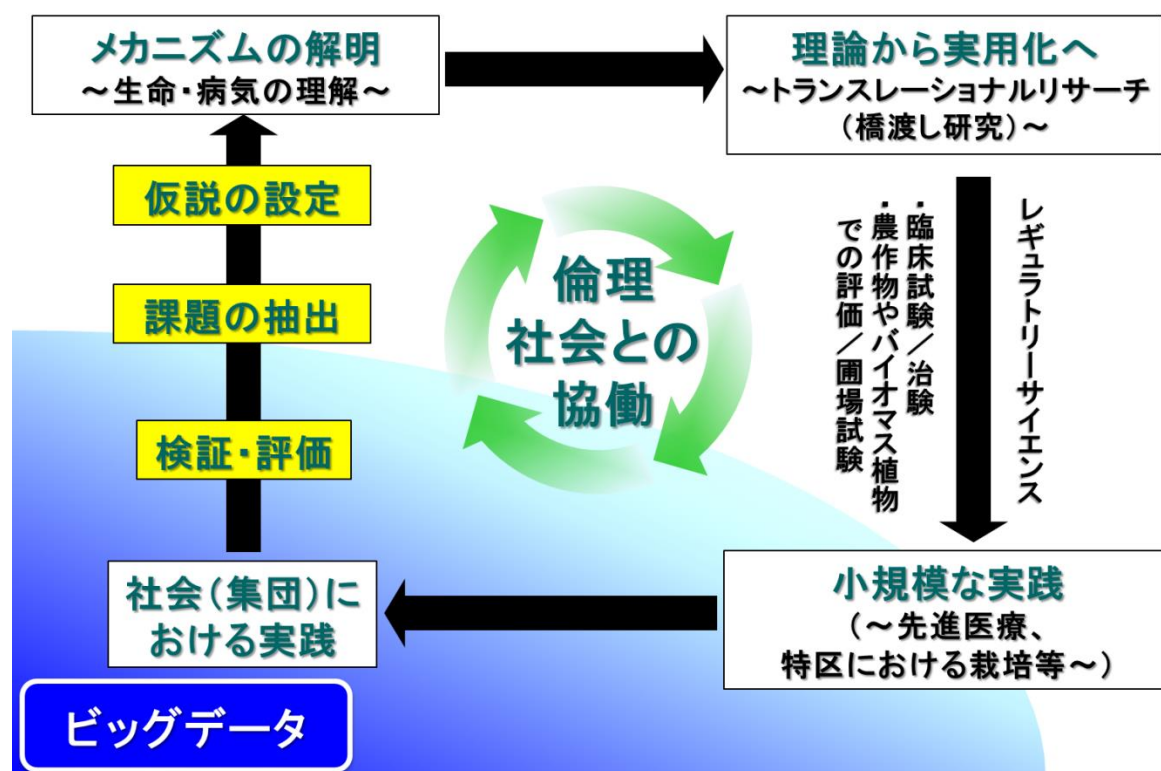 メカニズムの解明
～生命・病気の理解～
理論から実用化へ
～トランスレーショナルリサーチ
（橋渡し研究）～
仮説の設定
課題の抽出
検証・評価
倫理
社会との
協働
レギュラトリーサイエンス
・臨床試験／治験
・農作物やバイオマス植物
での評価／圃場試験
社会（集団）に
おける実践
小規模な実践
（～先進医療、
特区における栽培等～）
ビッグデータ